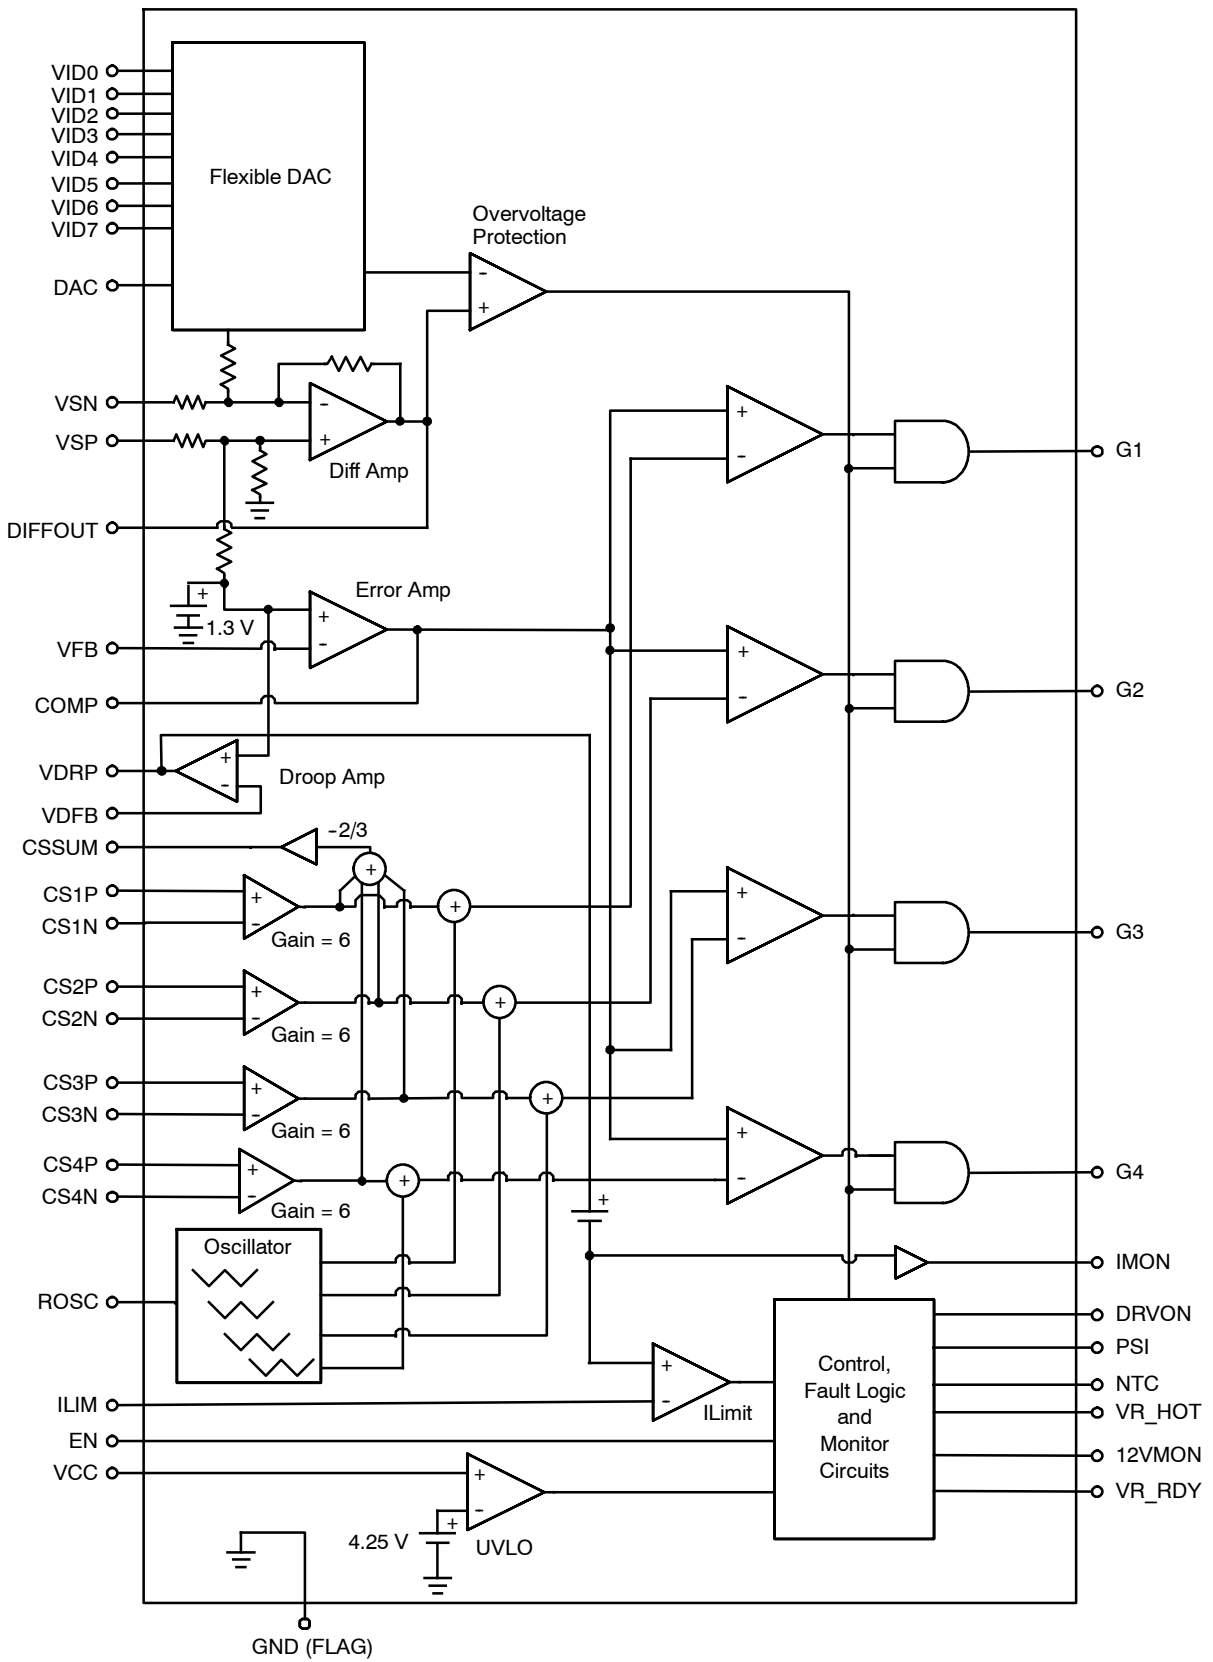 VID0
VID1
VID2
VID3
VID4
VID5
VID6
VID7
DAC
Flexible DAC
Overvoltage
Protection
-
+
VSN
VSP
-
+
Diff Amp
DIFFOUT
+
1.3 V
Error Amp
+
-
VFB
COMP
VDRP
VDFB
+
-
Droop Amp
CSSUM
-2/3
+
CS1P
CS1N
+
-
Gain = 6
+
CS2P
CS2N
+
-
Gain = 6
+
CS3P
CS3N
+
-
Gain = 6
+
CS4P
CS4N
+
-
Gain = 6
+
+
-
G1
+
-
G2
+
-
G3
+
-
G4
+
IMON
Oscillator
ROSC
ILIM
+
-
ILimit
EN
VCC
+
-
UVLO
+
4.25 V
Control,
Fault Logic
and
Monitor
Circuits
DRVON
PSI
NTC
VR_HOT
12VMON
VR_RDY
GND (FLAG)